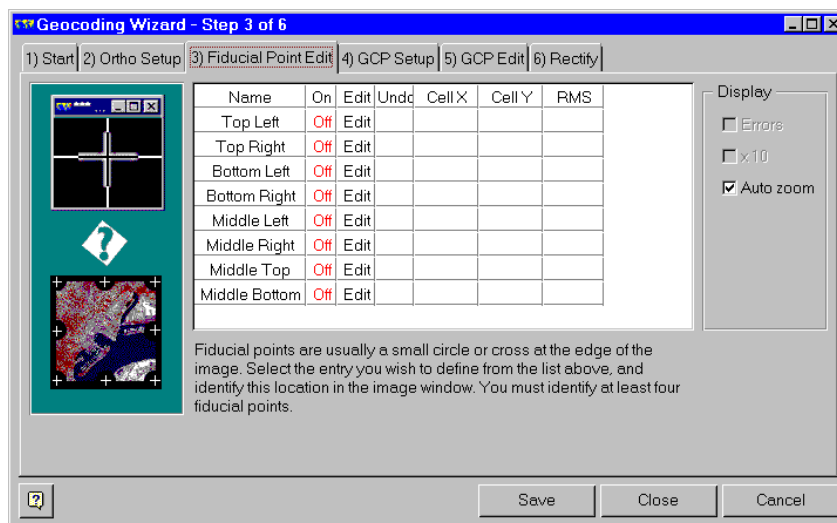 Geocoding Wizard - Step 3 of 6
1) Start 2) Ortho Setup 3) Fiducial Point Edit 4) GCP Setup 5) GCP Edit 6) Rectify
*** ...
Name On Edit Undo Cell X Cell Y RMS
Top Left Off Edit
Top Right Off Edit
Bottom Left Off Edit
Bottom Right Off Edit
Middle Left Off Edit
Middle Right Off Edit
Middle Top Off Edit
Middle Bottom Off Edit
Display
Errors
x10
Auto zoom
Fiducial points are usually a small circle or cross at the edge of the
image. Select the entry you wish to define from the list above, and
identify this location in the image window. You must identify at least four
fiducial points.
?
Save Close Cancel